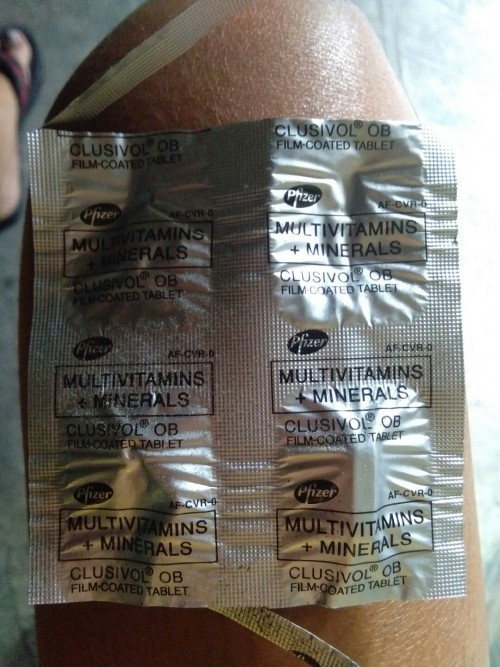 CLUSIVOL® OB
FILM-COATED TABLET
Pfizer
AF-CVR-0
MULTIVITAMINS
+ MINERALS
CLUSIVOL® OB
FILM-COATED TABLET
Pfizer
AF-CVR-0
MULTIVITAMINS
+ MINERALS
CLUSIVOL® OB
FILM-COATED TABLET
Pfizer
AF-CVR-0
MULTIVITAMINS
+ MINERALS
CLUSIVOL® OB
FILM-COATED TABLET
CLUSIVOL® OB
FILM-COATED TABLET
Pfizer
AF-CVR-0
MULTIVITAMINS
+ MINERALS
CLUSIVOL® OB
FILM-COATED TABLET
Pfizer
AF-CVR-0
MULTIVITAMINS
+ MINERALS
CLUSIVOL® OB
FILM-COATED TABLET
Pfizer
AF-CVR-0
MULTIVITAMINS
+ MINERALS
CLUSIVOL® OB
FILM-COATED TABLET